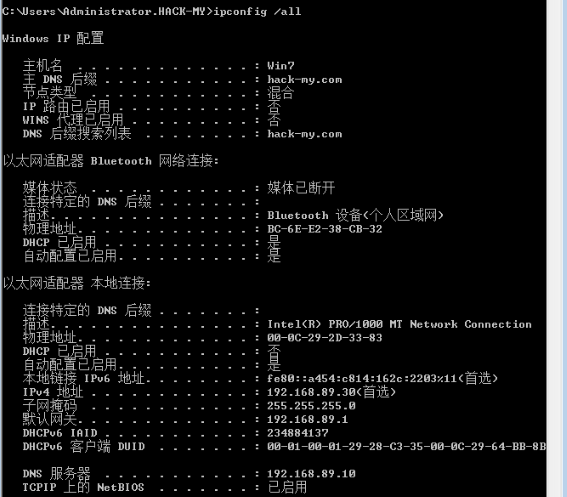 C:\Users\Administrator.HACK-MY>ipconfig /all
Windows IP 配置
主机名 . . . . . . . . . . . . . : Win7
主 DNS 后缀 . . . . . . . . . . . : hack-my.com
节点类型 . . . . . . . . . . . . : 混合
IP 路由已启用 . . . . . . . . . . : 否
WINS 代理已启用 . . . . . . . . . : 否
DNS 后缀搜索列表 . . . . . . . . : hack-my.com
以太网适配器 Bluetooth 网络连接:
媒体状态 . . . . . . . . . . . . : 媒体已断开
连接特定的 DNS 后缀 . . . . . . . :
描述. . . . . . . . . . . . . . . : Bluetooth 设备(个人区域网)
物理地址. . . . . . . . . . . . . : BC-6E-E2-38-CB-32
DHCP 已启用 . . . . . . . . . . . : 是
自动配置已启用. . . . . . . . . . : 是
以太网适配器 本地连接:
连接特定的 DNS 后缀 . . . . . . . :
描述. . . . . . . . . . . . . . . : Intel(R) PRO/1000 MT Network Connection
物理地址. . . . . . . . . . . . . : 00-0C-29-2D-33-83
DHCP 已启用 . . . . . . . . . . . : 否
自动配置已启用. . . . . . . . . . : 是
本地链接 IPv6 地址. . . . . . . . : fe80::a454:c814:162c:2203%11(首选)
IPv4 地址 . . . . . . . . . . . . : 192.168.89.30(首选)
子网掩码 . . . . . . . . . . . . : 255.255.255.0
默认网关. . . . . . . . . . . . . : 192.168.89.1
DHCPv6 IAID . . . . . . . . . . . : 234884137
DHCPv6 客户端 DUID . . . . . . . : 00-01-00-01-29-28-C3-35-00-0C-29-64-BB-8B
DNS 服务器 . . . . . . . . . . . : 192.168.89.10
TCPIP 上的 NetBIOS . . . . . . . : 已启用